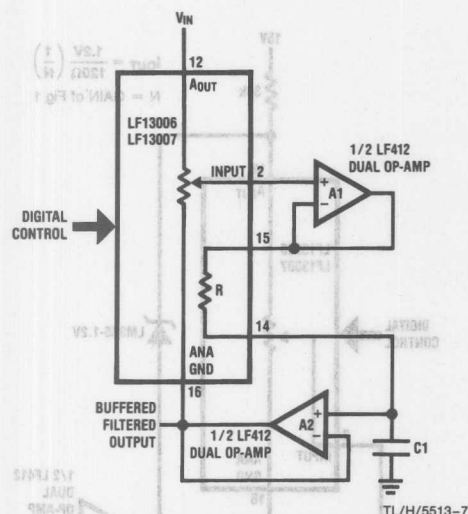 VIN
12
AOUT
LF13006
LF13007
INPUT
2
1/2 LF412
DUAL OP-AMP
+
A1
−
DIGITAL
CONTROL
15
R
14
ANA
GND
16
BUFFERED
FILTERED
OUTPUT
A2
+
−
1/2 LF412
DUAL OP-AMP
C1
TL/H/5513-7